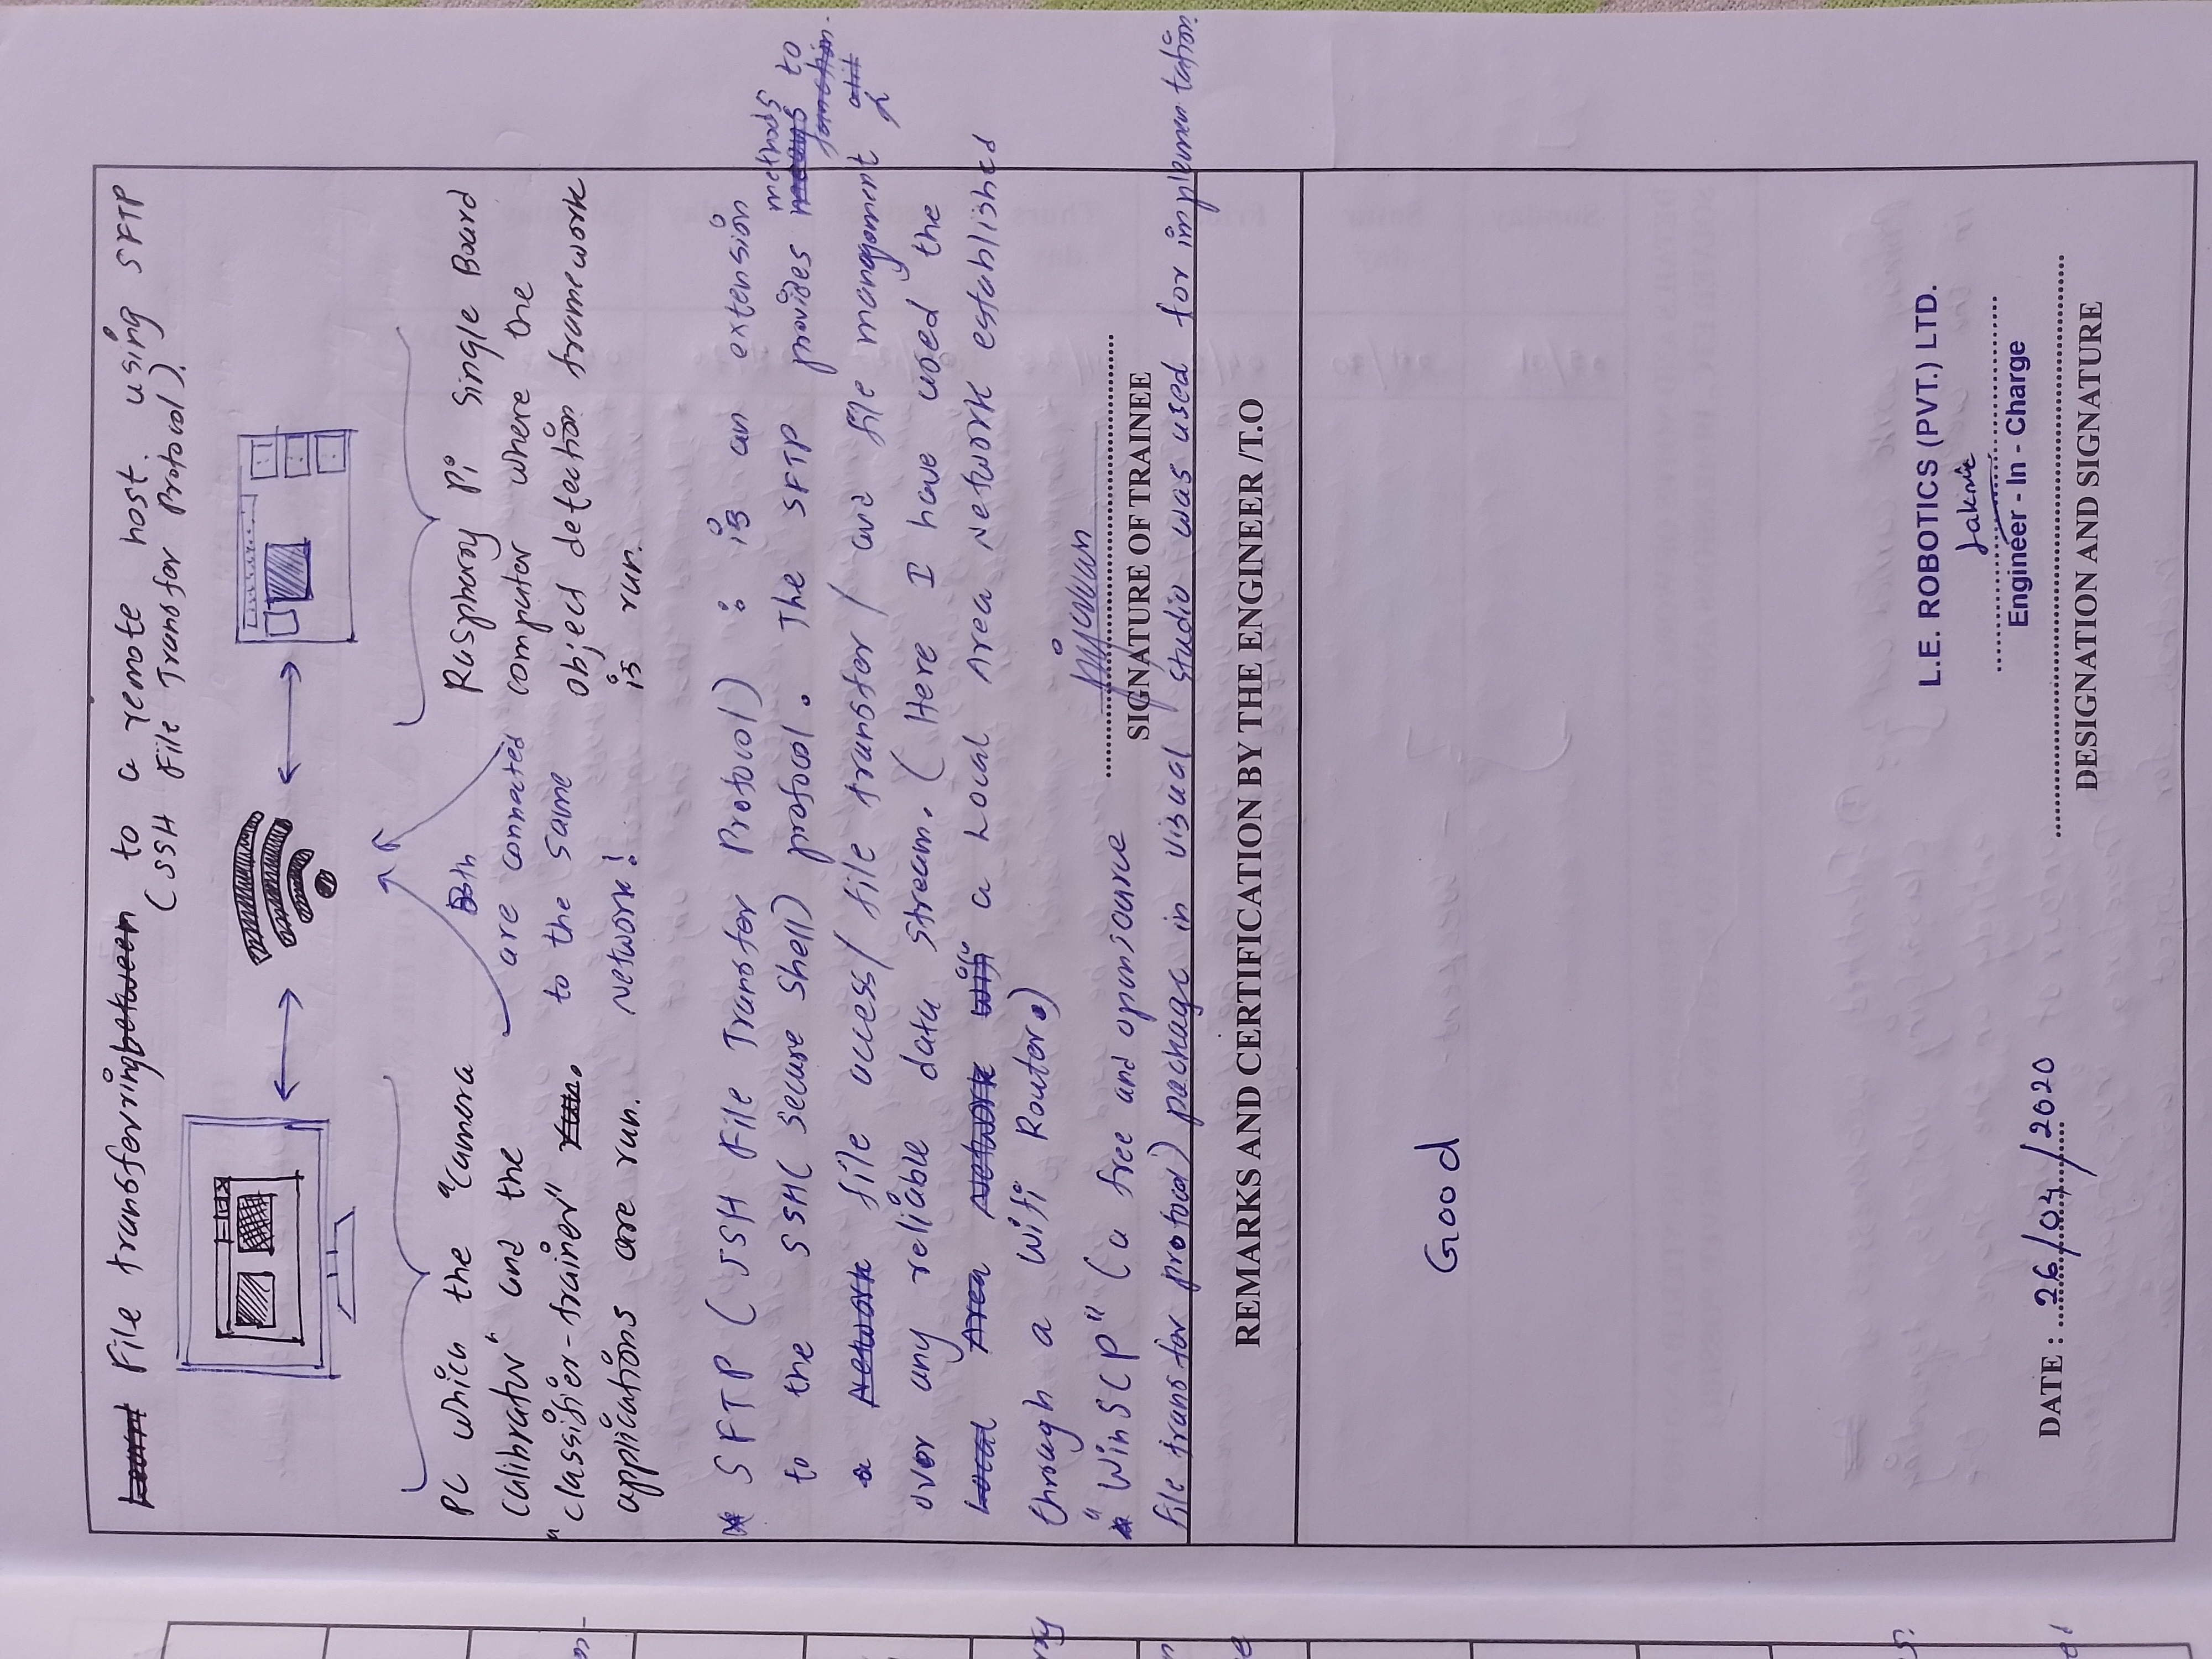 File transferring to a remote host. using SFTP
(SSH File Transfer Protocol).
PC which the "Camera
Calibrator" and the
"classifier-trainer"
applications are run.
Both
are connected
to the same
Network!
Raspberry Pi Single Board
computer where the
object detection framework
is run.
* SFTP (SSH File Transfer Protocol) : is an extension
to the SSH( Secure Shell) protocol. The SFTP provides methods to
file access/ file transfer/ and file management
over any reliable data stream. ( Here I have used the
a Local Area Network established
through a Wifi Router.)
"WinSCP" (a free and opensource
SIGNATURE OF TRAINEE
file transfer protocol) package in visual studio was used for implementation.
REMARKS AND CERTIFICATION BY THE ENGINEER /T.O
Good
L.E. ROBOTICS (PVT.) LTD.
Engineer - In - Charge
DATE : 26/04/2020
DESIGNATION AND SIGNATURE